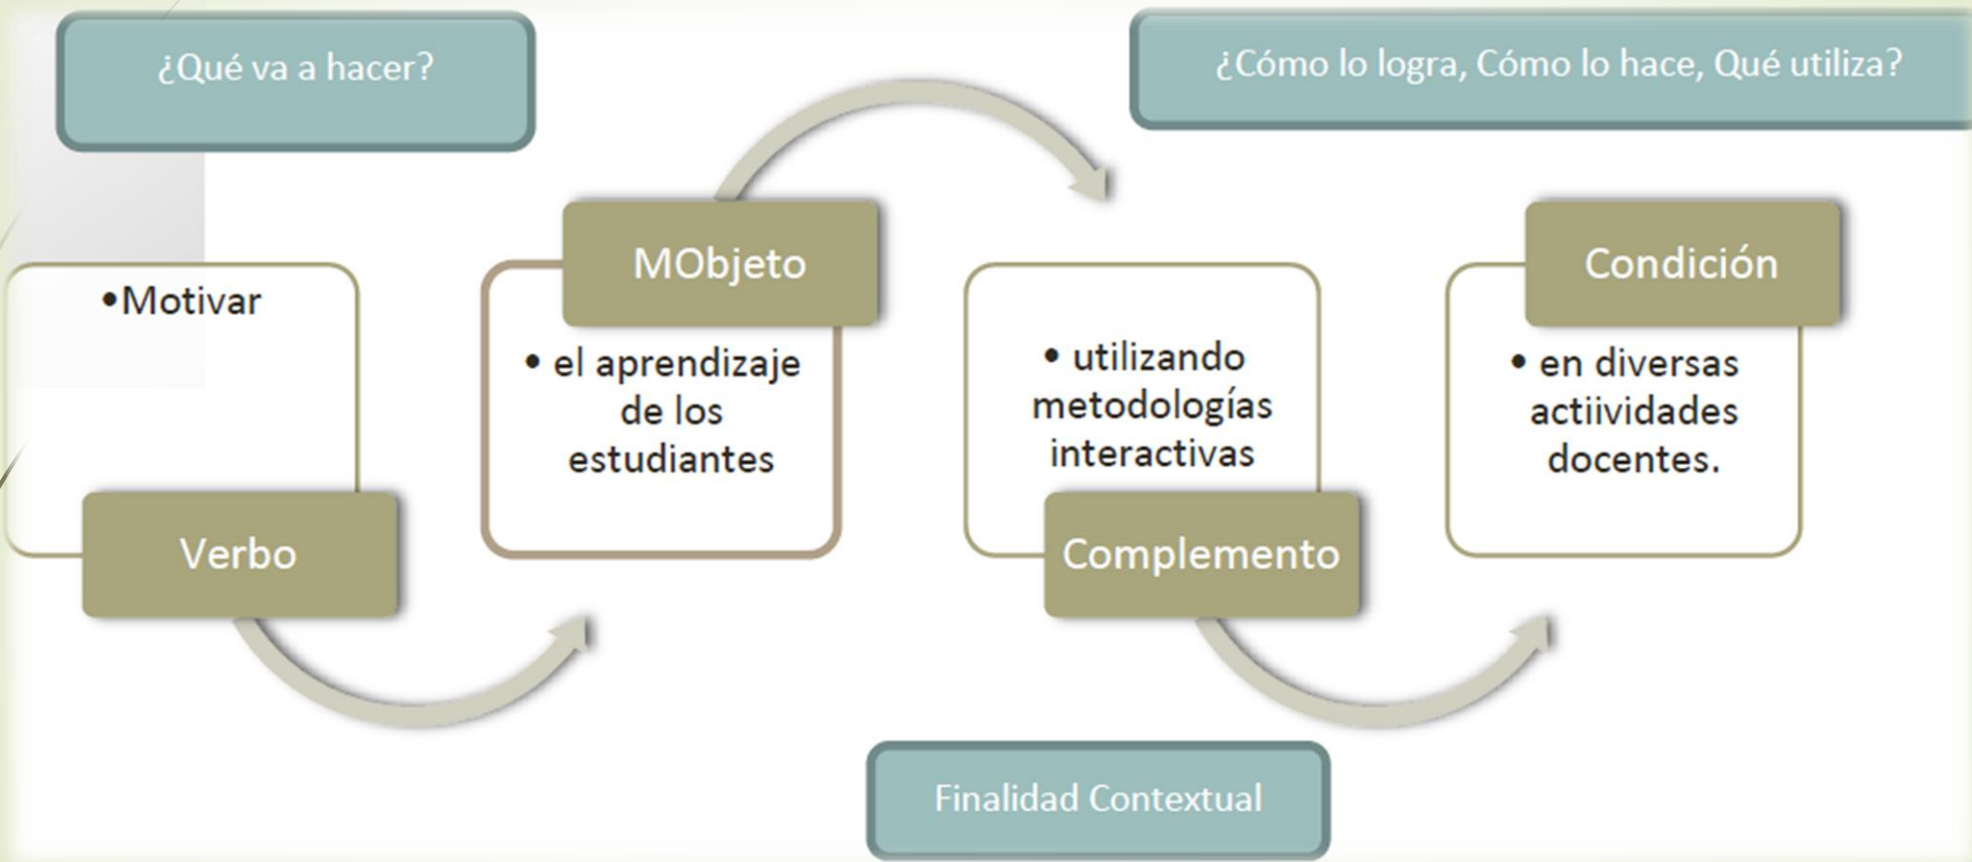 ¿Qué va a hacer?
¿Cómo lo logra, Cómo lo hace, Qué utiliza?
•Motivar
Verbo
MObjeto
• el aprendizaje
de los
estudiantes
• utilizando
metodologías
interactivas
Complemento
Condición
• en diversas
actiividades
docentes.
Finalidad Contextual